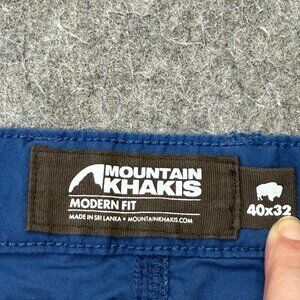 MOUNTAIN
KHAKIS
MODERN FIT
MADE IN SRI LANKA • MOUNTAINKHAKIS.COM
40x32